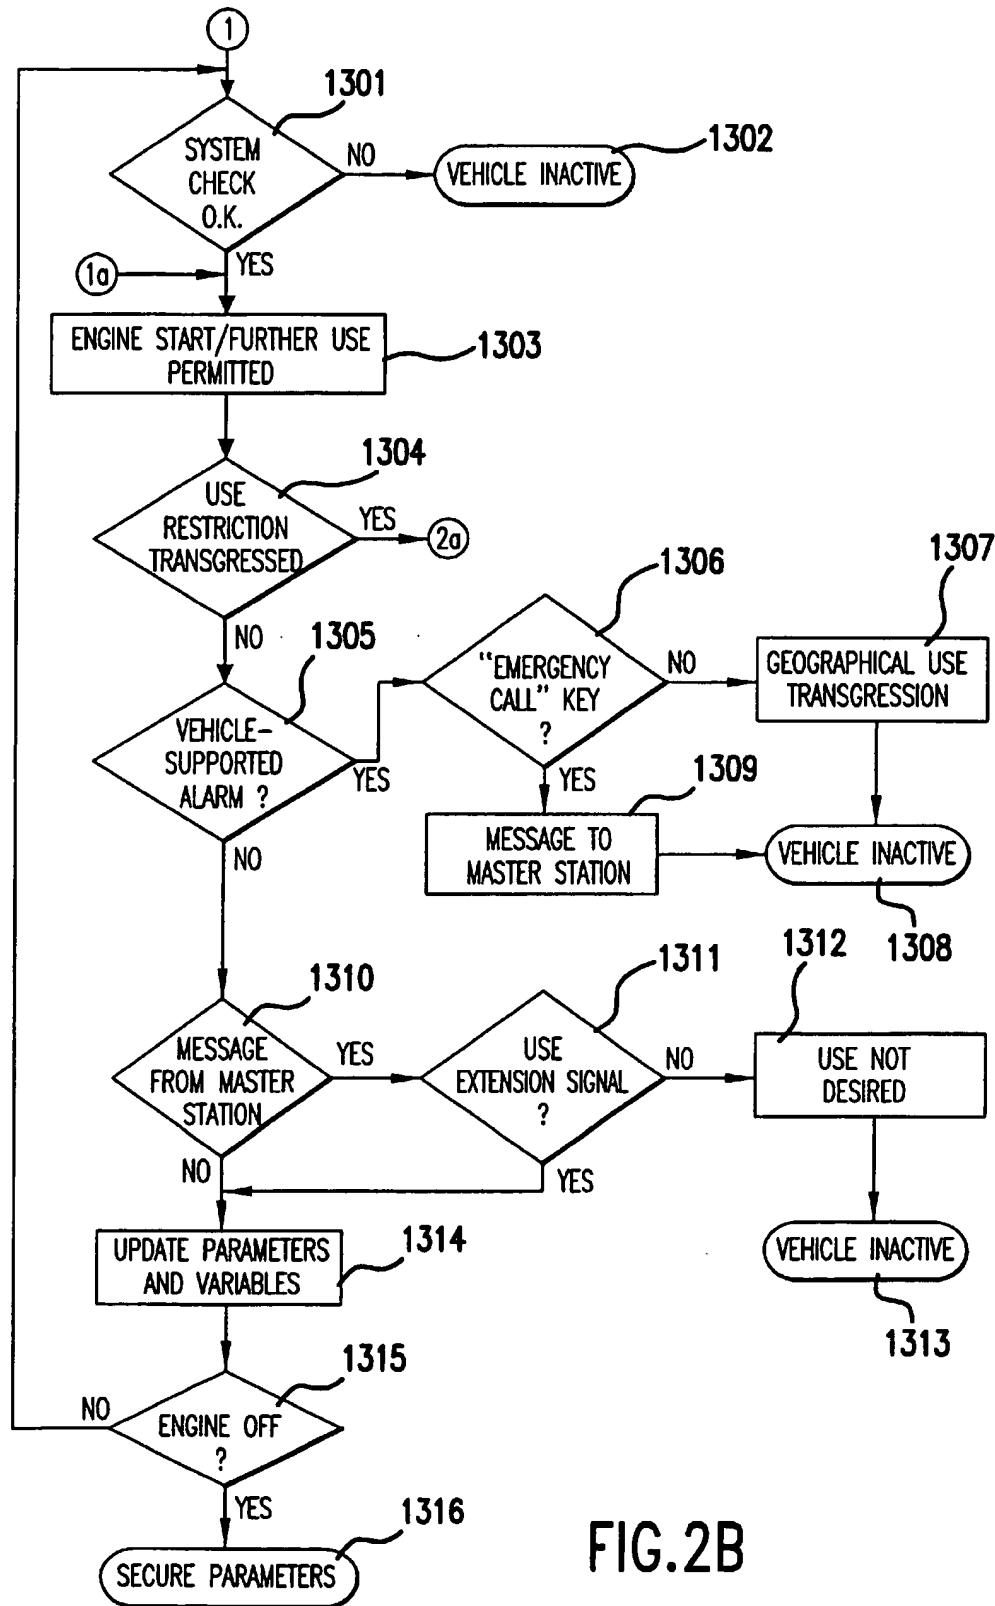 1
1301
SYSTEM
CHECK
O.K.
NO
VEHICLE INACTIVE
1302
YES
1a
ENGINE START/FURTHER USE
PERMITTED
1303
1304
USE
RESTRICTION
TRANSGRESSED
YES
2a
NO
1305
VEHICLE-
SUPPORTED
ALARM ?
YES
NO
1306
"EMERGENCY
CALL" KEY
?
NO
YES
1307
GEOGRAPHICAL USE
TRANSGRESSION
1309
MESSAGE TO
MASTER STATION
VEHICLE INACTIVE
1308
1310
MESSAGE
FROM MASTER
STATION
YES
NO
1311
USE
EXTENSION SIGNAL
?
NO
YES
1312
USE NOT
DESIRED
VEHICLE INACTIVE
1313
UPDATE PARAMETERS
AND VARIABLES
1314
1315
ENGINE OFF
?
NO
YES
1316
SECURE PARAMETERS
FIG.2B